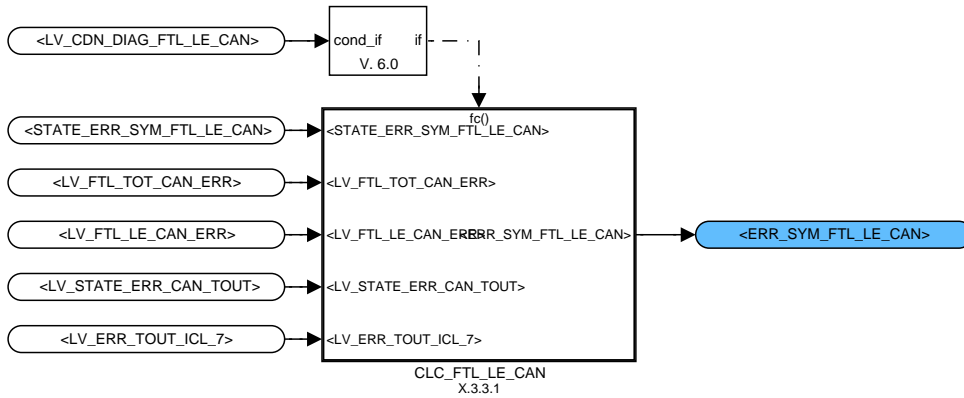 <LV_CDN_DIAG_FTL_LE_CAN>
cond_if if
V. 6.0
fc()
<STATE_ERR_SYM_FTL_LE_CAN>
<STATE_ERR_SYM_FTL_LE_CAN>
<LV_FTL_TOT_CAN_ERR>
<LV_FTL_TOT_CAN_ERR>
<LV_FTL_LE_CAN_ERR>
<LV_FTL_LE_CAN_ERR>
<ERR_SYM_FTL_LE_CAN>
<ERR_SYM_FTL_LE_CAN>
<LV_STATE_ERR_CAN_TOUT>
<LV_STATE_ERR_CAN_TOUT>
<LV_ERR_TOUT_ICL_7>
<LV_ERR_TOUT_ICL_7>
CLC_FTL_LE_CAN
X.3.3.1